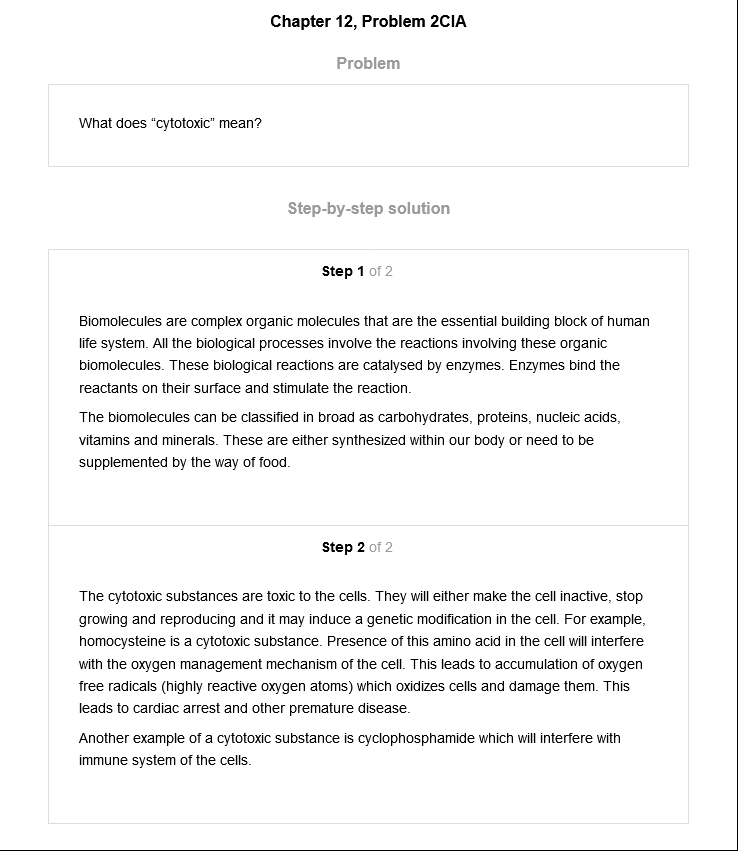 Chapter 12, Problem 2CIA
Problem
What does “cytotoxic” mean?
Step-by-step solution
Step 1 of 2
Biomolecules are complex organic molecules that are the essential building block of human
life system. All the biological processes involve the reactions involving these organic
biomolecules. These biological reactions are catalysed by enzymes. Enzymes bind the
reactants on their surface and stimulate the reaction.
The biomolecules can be classified in broad as carbohydrates, proteins, nucleic acids,
vitamins and minerals. These are either synthesized within our body or need to be
supplemented by the way of food.
Step 2 of 2
The cytotoxic substances are toxic to the cells. They will either make the cell inactive, stop
growing and reproducing and it may induce a genetic modification in the cell. For example,
homocysteine is a cytotoxic substance. Presence of this amino acid in the cell will interfere
with the oxygen management mechanism of the cell. This leads to accumulation of oxygen
free radicals (highly reactive oxygen atoms) which oxidizes cells and damage them. This
leads to cardiac arrest and other premature disease.
Another example of a cytotoxic substance is cyclophosphamide which will interfere with
immune system of the cells.